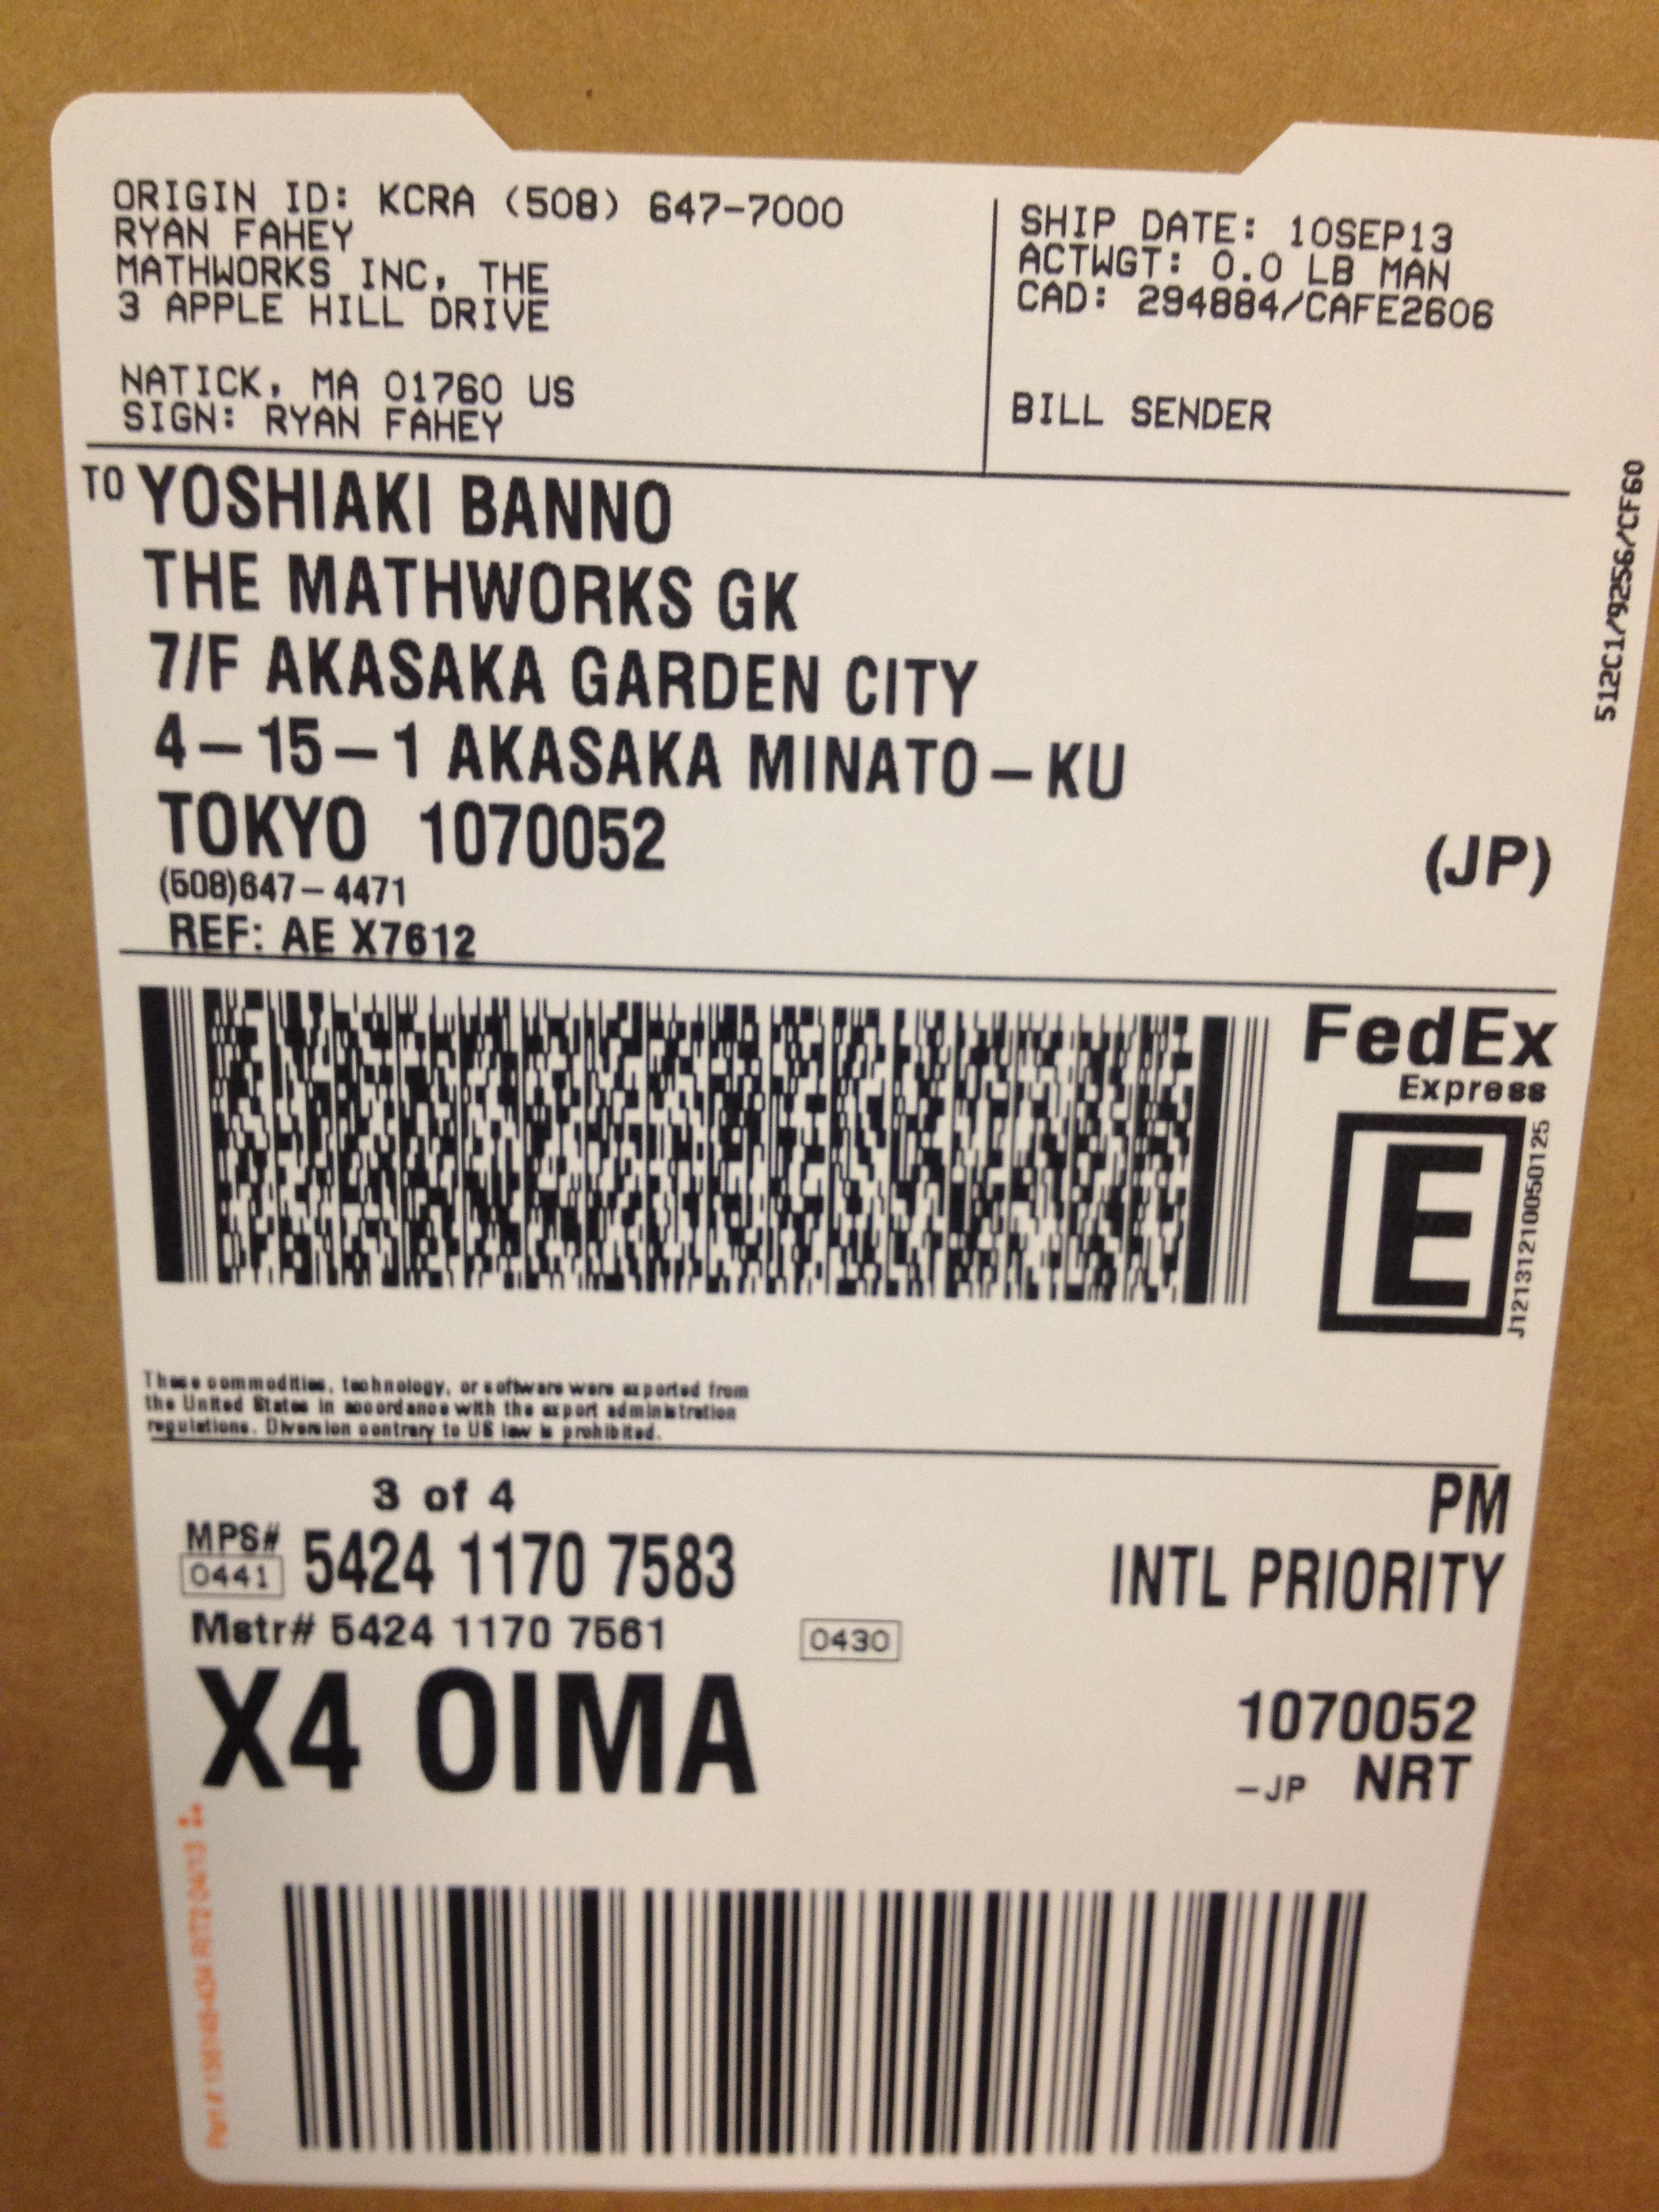 ORIGIN ID: KCRA (508) 647-7000
RYAN FAHEY
MATHWORKS INC, THE
3 APPLE HILL DRIVE
NATICK, MA 01760 US
SIGN: RYAN FAHEY
SHIP DATE: 10SEP13
ACTWGT: 0.0 LB MAN
CAD: 294884/CAFE2606
BILL SENDER
TO YOSHIAKI BANNO
THE MATHWORKS GK
7/F AKASAKA GARDEN CITY
4-15-1 AKASAKA MINATO-KU
TOKYO 1070052
(JP)
(508)647-4471
REF: AE X7612
512C1/9256/CF60
FedEx
Express
E
J12131210050125
These commodities, technology, or software were exported from
the United States in accordance with the export administration
regulations. Diversion contrary to US law is prohibited.
3 of 4
MPS# 5424 1170 7583
0441
Mstr# 5424 1170 7561
0430
PM
INTL PRIORITY
X4 OIMA
1070052
-JP NRT
Part #